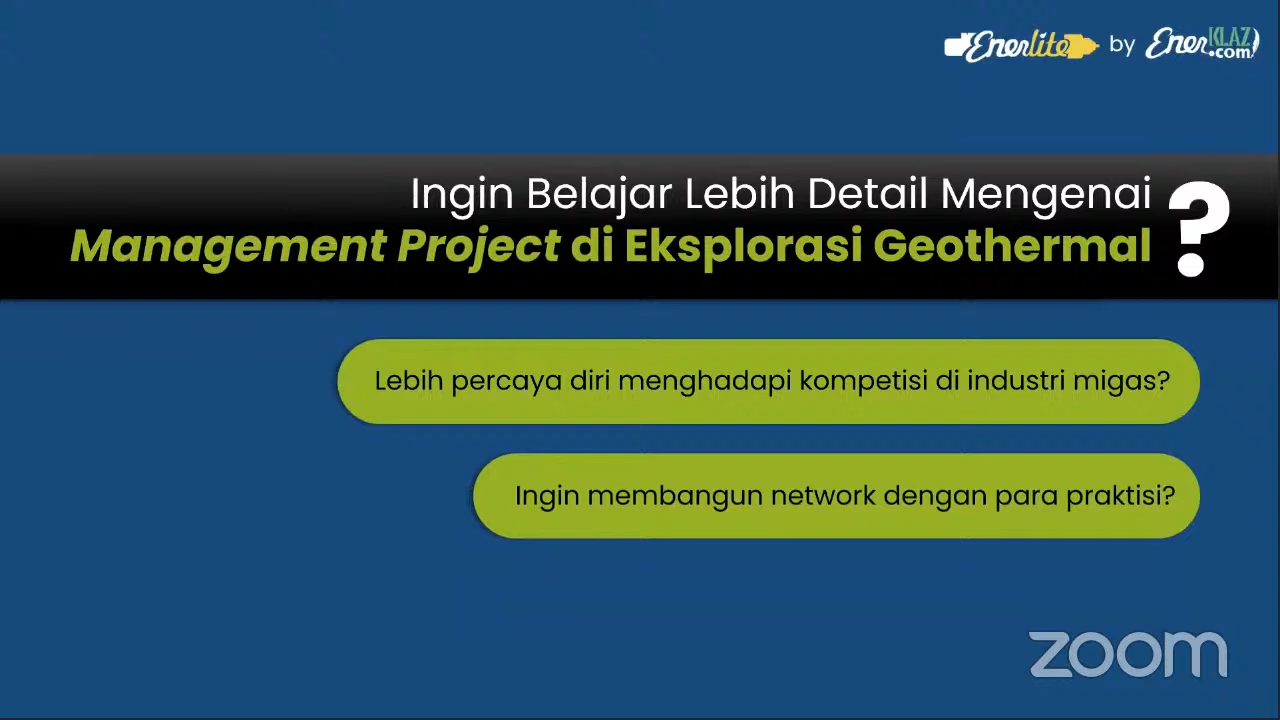 Enerlite by EnerKLAZ.com
Ingin Belajar Lebih Detail Mengenai
Management Project di Eksplorasi Geothermal?
Lebih percaya diri menghadapi kompetisi di industri migas?
Ingin membangun network dengan para praktisi?
zoom